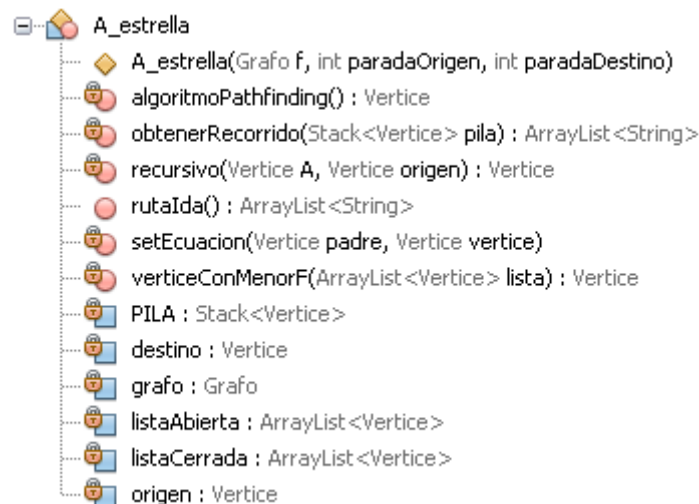 A_estrella
A_estrella(Grafo f, int paradaOrigen, int paradaDestino)
algoritmoPathfinding() : Vertice
obtenerRecorrido(Stack<Vertice> pila) : ArrayList<String>
recursivo(Vertice A, Vertice origen) : Vertice
rutaIda() : ArrayList<String>
setEcuacion(Vertice padre, Vertice vertice)
verticeConMenorF(ArrayList<Vertice> lista) : Vertice
PILA : Stack<Vertice>
destino : Vertice
grafo : Grafo
listaAbierta : ArrayList<Vertice>
listaCerrada : ArrayList<Vertice>
origen : Vertice